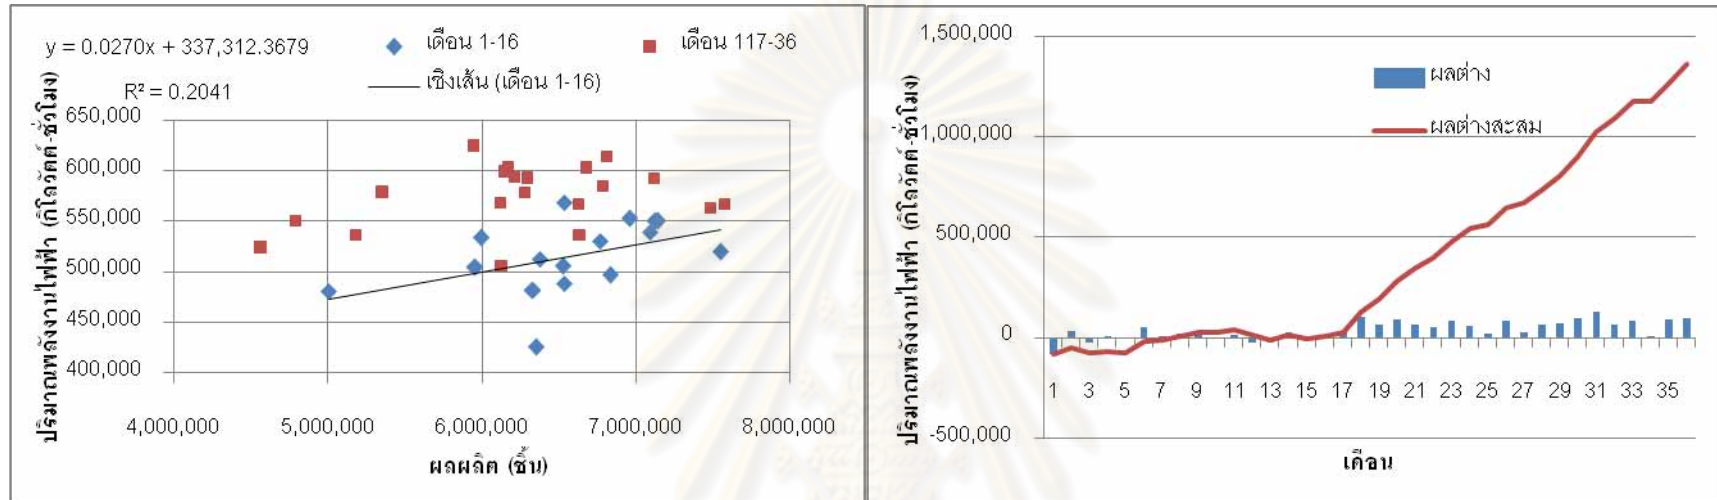 y = 0.0270x + 337,312.3679
R² = 0.2041
เดือน 1-16
เดือน 117-36
เชิงเส้น (เดือน 1-16)
ปริมาณพลังงานไฟฟ้า (กิโลวัตต์-ชั่วโมง)
650,000
600,000
550,000
500,000
450,000
400,000
4,000,000
5,000,000
6,000,000
7,000,000
8,000,000
ผลผลิต (ชิ้น)
ปริมาณพลังงานไฟฟ้า (กิโลวัตต์-ชั่วโมง)
1,500,000
1,000,000
500,000
0
-500,000
ผลต่าง
ผลต่างสะสม
1 3 5 7 9 11 13 15 17 19 21 23 25 27 29 31 33 35
เดือน